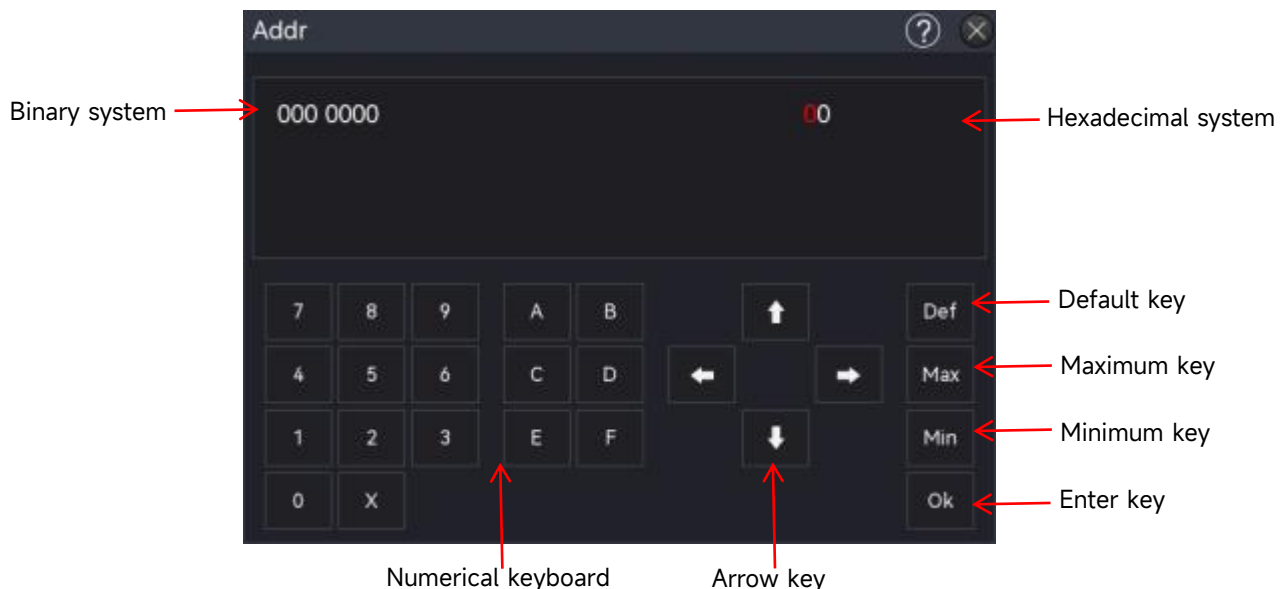 Addr ?
Binary system
000 0000 00
Hexadecimal system
7 8 9 A B Def
Default key
4 5 6 C D Max
Maximum key
1 2 3 E F Min
Minimum key
0 X Ok
Enter key
Numerical keyboard Arrow key